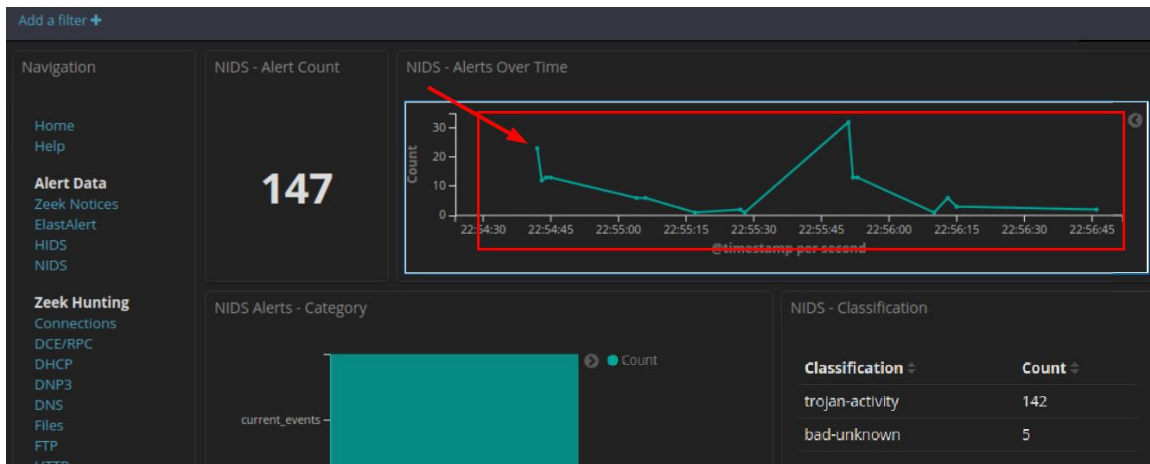 Add a filter +
Navigation
Home
Help
Alert Data
Zeek Notices
ElastAlert
HIDS
NIDS
Zeek Hunting
Connections
DCE/RPC
DHCP
DNP3
DNS
Files
FTP
HTTP
NIDS - Alert Count
147
NIDS - Alerts Over Time
Count
30
20
10
0
22:54:30 22:54:45 22:55:00 22:55:15 22:55:30 22:55:45 22:56:00 22:56:15 22:56:30 22:56:45
@timestamp per second
NIDS Alerts - Category
current_events
Count
NIDS - Classification
Classification Count
trojan-activity 142
bad-unknown 5